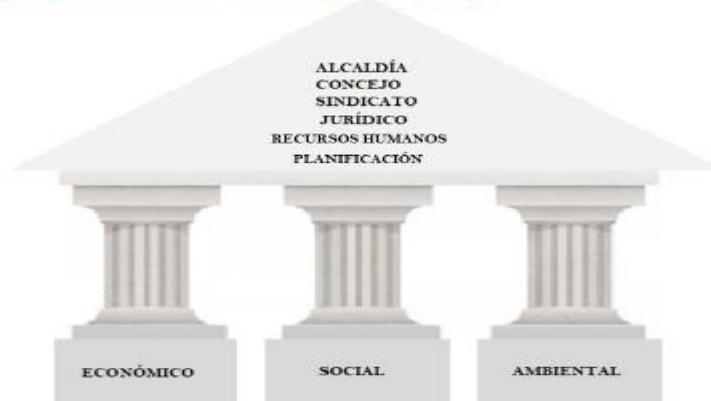 ALCALDÍA
CONCEJO
SINDICATO
JURÍDICO
RECURSOS HUMANOS
PLANIFICACIÓN
ECONÓMICO
SOCIAL
AMBIENTAL